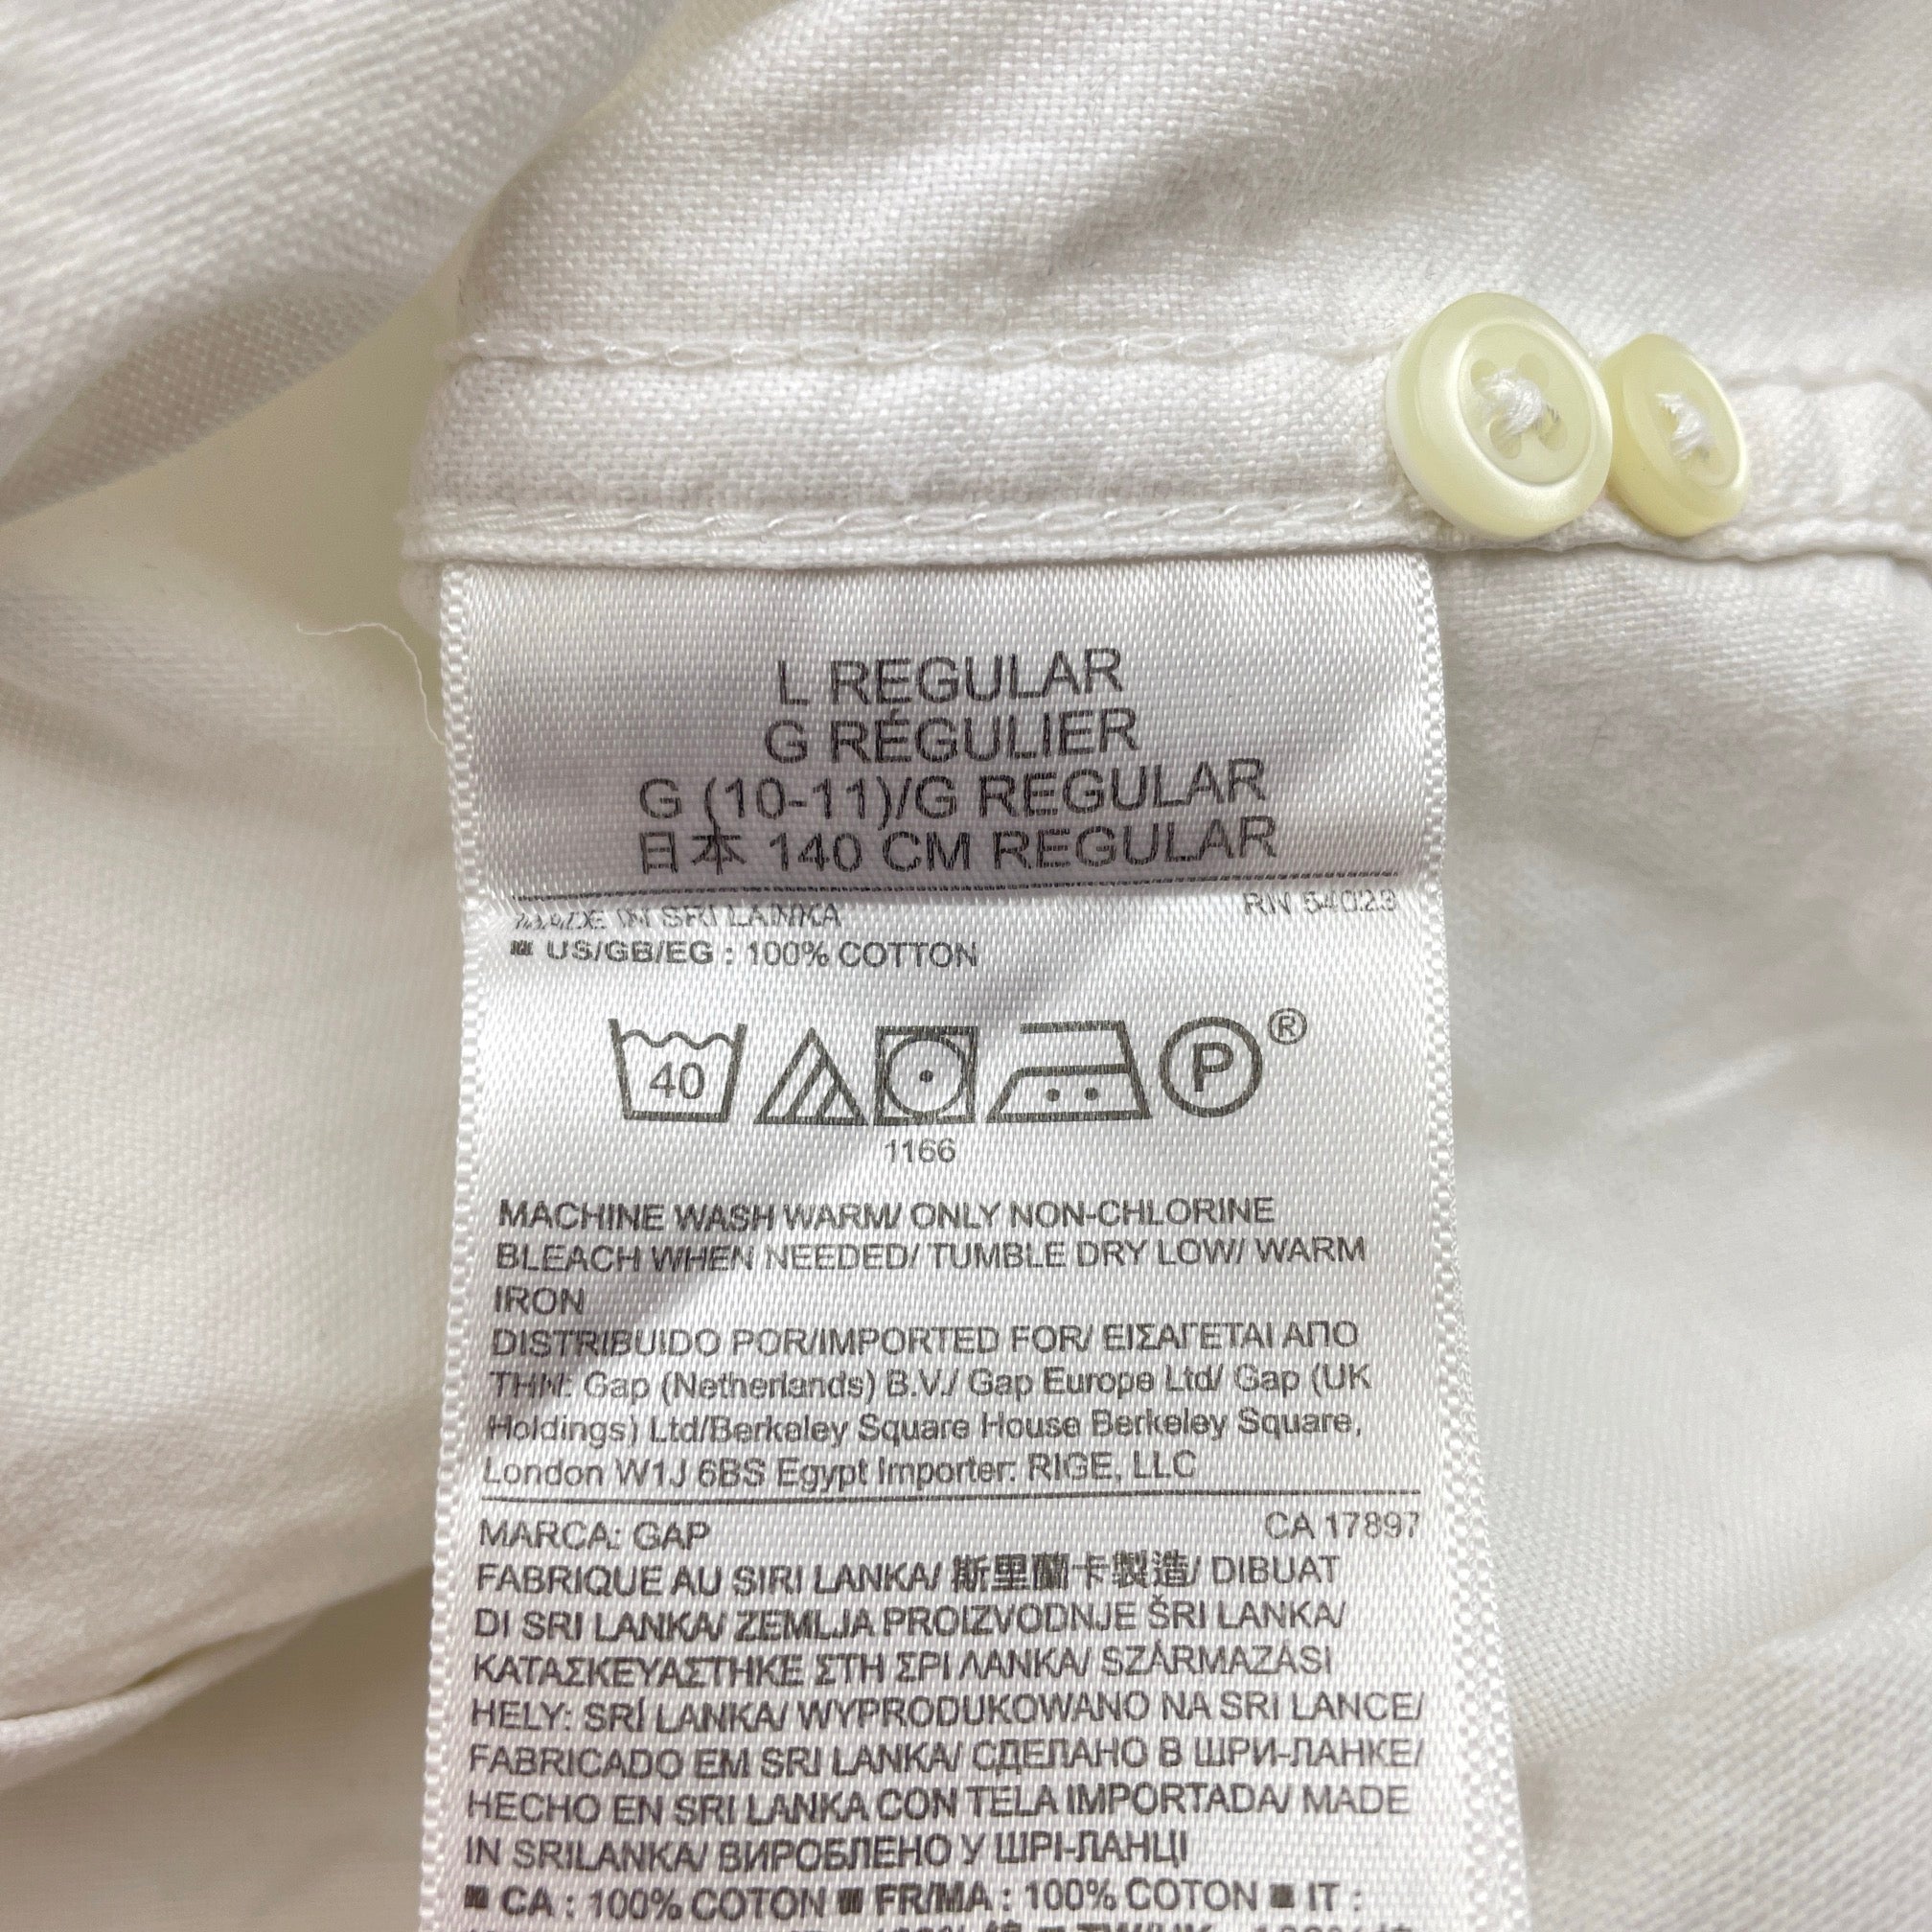 L REGULAR
G RÉGULIER
G (10-11)/G REGULAR
日本 140 CM REGULAR
MADE IN SRI LANKA RN 54023
US/GB/EG : 100% COTTON
40 P ®
1166
MACHINE WASH WARM/ ONLY NON-CHLORINE
BLEACH WHEN NEEDED/ TUMBLE DRY LOW/ WARM
IRON
DISTRIBUIDO POR/IMPORTED FOR/ ΕΙΣΑΓΕΤΑΙ ΑΠΟ
ΤΗΝ: Gap (Netherlands) B.V./ Gap Europe Ltd/ Gap (UK
Holdings) Ltd/Berkeley Square House Berkeley Square,
London W1J 6BS Egypt Importer: RIGE, LLC
MARCA: GAP CA 17897
FABRIQUE AU SIRI LANKA/ 斯里蘭卡製造/ DIBUAT
DI SRI LANKA/ ZEMLJA PROIZVODNJE ŠRI LANKA/
ΚΑΤΑΣΚΕΥΑΣΤΗΚΕ ΣΤΗ ΣΡΙ ΛΑΝΚΑ/ SZÁRMAZÁSI
HELY: SRÍ LANKA/ WYPRODUKOWANO NA SRI LANCE/
FABRICADO EM SRI LANKA/ СДЕЛАНО В ШРИ-ЛАНКЕ/
HECHO EN SRI LANKA CON TELA IMPORTADA/ MADE
IN SRILANKA/ ВИРОБЛЕНО У ШРІ-ЛАНЦІ
CA : 100% COTON FR/MA : 100% COTON IT :